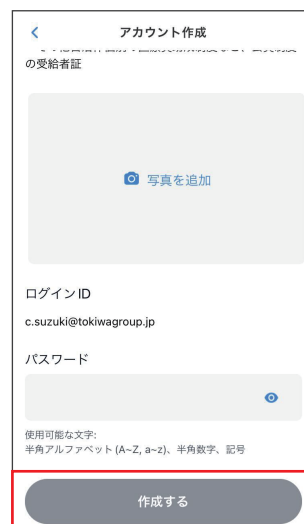 アカウント作成
の受給者証
写真を追加
ログインID
c.suzuki@tokiwagroup.jp
パスワード
使用可能な文字:
半角アルファベット (A~Z, a~z)、半角数字、記号
作成する